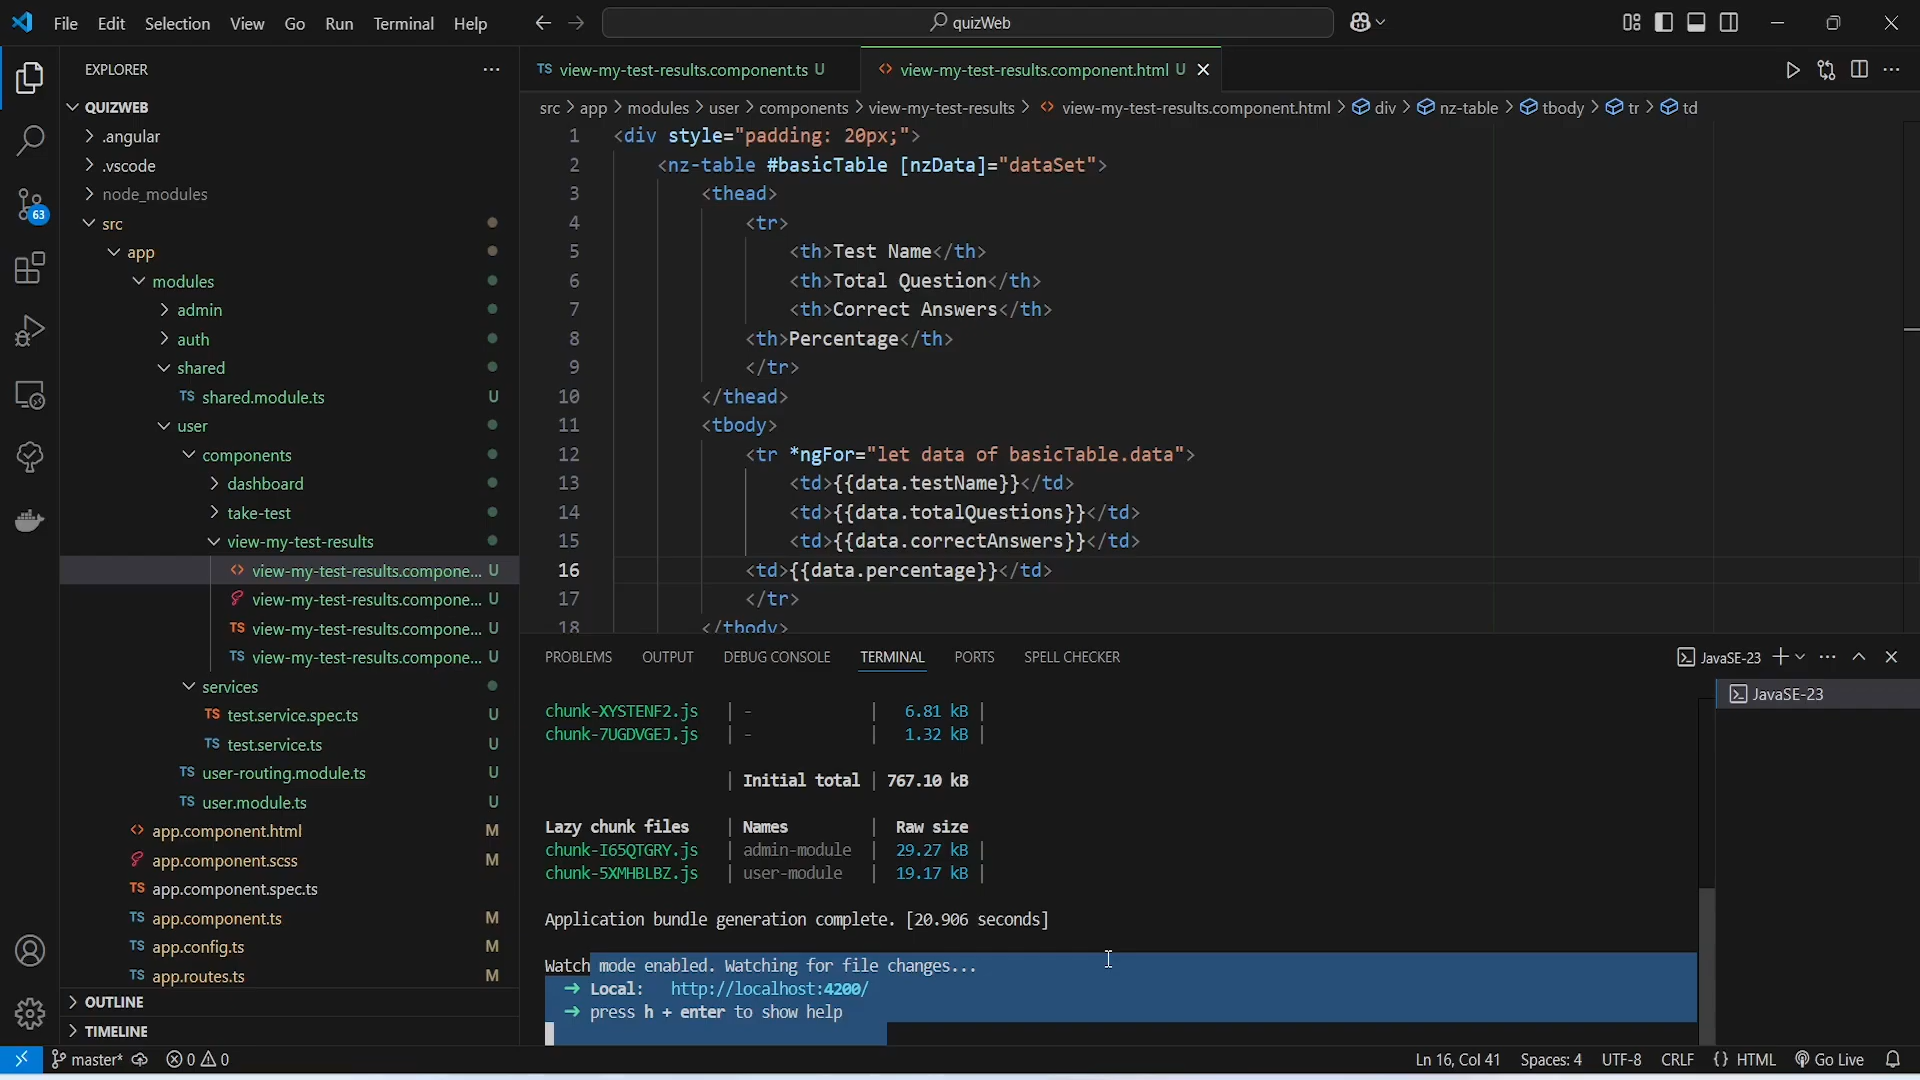 File Edit Selection View Go Run Terminal Help
quizWeb
EXPLORER
QUIZWEB
.angular
.vscode
node_modules
src
app
modules
admin
auth
shared
TS shared.module.ts U
user
components
dashboard
take-test
view-my-test-results
view-my-test-results.compone... U
view-my-test-results.compone... U
TS view-my-test-results.compone... U
TS view-my-test-results.compone... U
services
TS test.service.spec.ts U
TS test.service.ts U
TS user-routing.module.ts U
TS user.module.ts U
app.component.html M
app.component.scss M
TS app.component.spec.ts
TS app.component.ts M
TS app.config.ts M
TS app.routes.ts M
OUTLINE
TIMELINE
63
TS view-my-test-results.component.ts U
view-my-test-results.component.html U
src > app > modules > user > components > view-my-test-results > view-my-test-results.component.html > div > nz-table > tbody > tr > td
1 <div style="padding: 20px;">
2 <nz-table #basicTable [nzData]="dataSet">
3 <thead>
4 <tr>
5 <th>Test Name</th>
6 <th>Total Question</th>
7 <th>Correct Answers</th>
8 <th>Percentage</th>
9 </tr>
10 </thead>
11 <tbody>
12 <tr *ngFor="let data of basicTable.data">
13 <td>{{data.testName}}</td>
14 <td>{{data.totalQuestions}}</td>
15 <td>{{data.correctAnswers}}</td>
16 <td>{{data.percentage}}</td>
17 </tr>
18 </tbody>
PROBLEMS OUTPUT DEBUG CONSOLE TERMINAL PORTS SPELL CHECKER
JavaSE-23
JavaSE-23
chunk-XYSTENF2.js | - | 6.81 kB |
chunk-7UGDVGEJ.js | - | 1.32 kB |
| Initial total | 767.10 kB
Lazy chunk files | Names | Raw size
chunk-I65QTGRY.js | admin-module | 29.27 kB |
chunk-5XMHBLBZ.js | user-module | 19.17 kB |
Application bundle generation complete. [20.906 seconds]
Watch mode enabled. Watching for file changes...
➜ Local: http://localhost:4200/
➜ press h + enter to show help
master* 0 0 Ln 16, Col 41 Spaces: 4 UTF-8 CRLF {} HTML Go Live